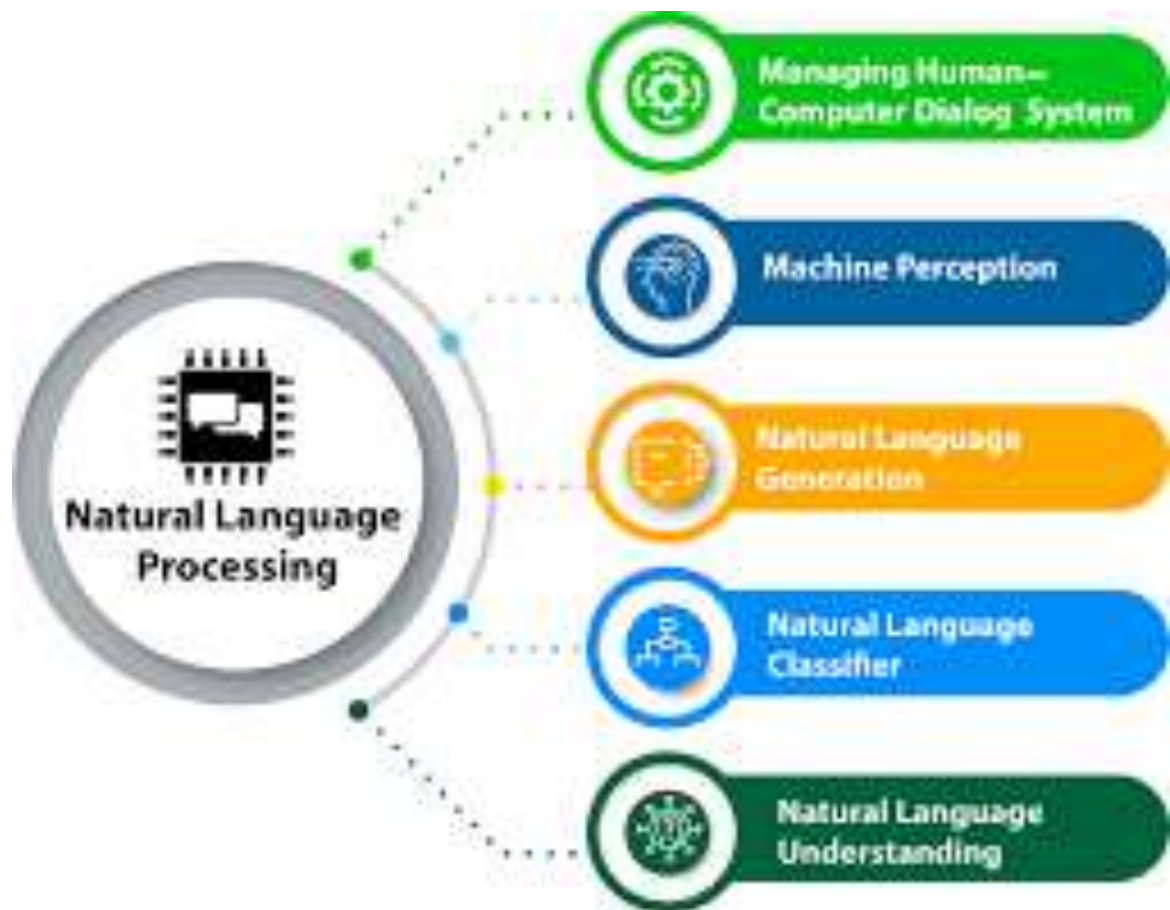 Managing Human–
Computer Dialog System
Machine Perception
Natural Language
Processing
Natural Language
Generation
Natural Language
Classifier
Natural Language
Understanding